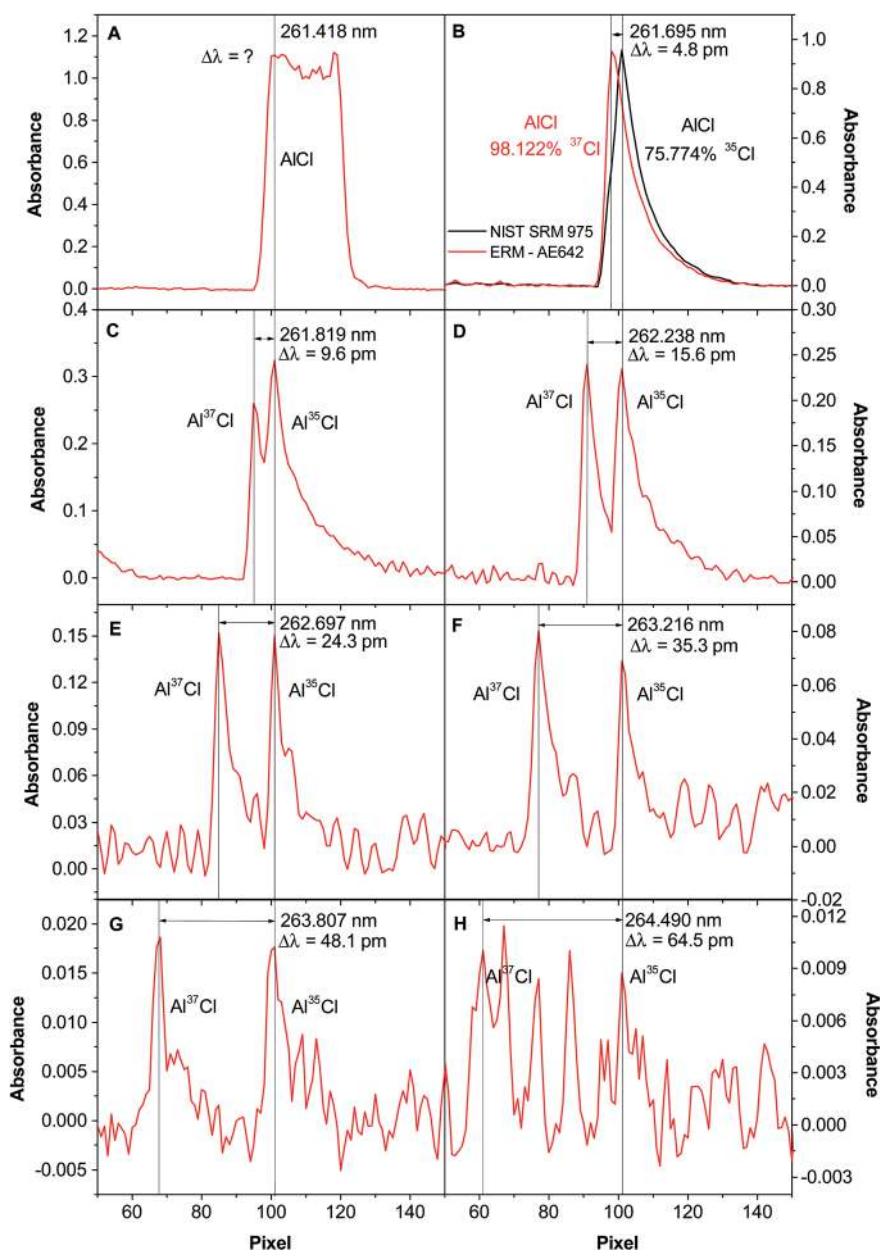 A
261.418 nm
Δλ = ?
AlCl
1.2
1.0
0.8
0.6
0.4
0.2
0.0
Absorbance
B
261.695 nm
Δλ = 4.8 pm
AlCl
98.122% ³⁷Cl
AlCl
75.774% ³⁵Cl
NIST SRM 975
ERM - AE642
1.0
0.8
0.6
0.4
0.2
0.0
Absorbance
C
261.819 nm
Δλ = 9.6 pm
Al³⁷Cl
Al³⁵Cl
0.4
0.3
0.2
0.1
0.0
Absorbance
D
262.238 nm
Δλ = 15.6 pm
Al³⁷Cl
Al³⁵Cl
0.30
0.25
0.20
0.15
0.10
0.05
0.00
Absorbance
E
262.697 nm
Δλ = 24.3 pm
Al³⁷Cl
Al³⁵Cl
0.15
0.12
0.09
0.06
0.03
0.00
Absorbance
F
263.216 nm
Δλ = 35.3 pm
Al³⁷Cl
Al³⁵Cl
0.08
0.06
0.04
0.02
0.00
-0.02
Absorbance
G
263.807 nm
Δλ = 48.1 pm
Al³⁷Cl
Al³⁵Cl
0.020
0.015
0.010
0.005
0.000
-0.005
Absorbance
60 80 100 120 140
Pixel
H
264.490 nm
Δλ = 64.5 pm
Al³⁷Cl
Al³⁵Cl
0.012
0.009
0.006
0.003
0.000
-0.003
Absorbance
60 80 100 120 140
Pixel